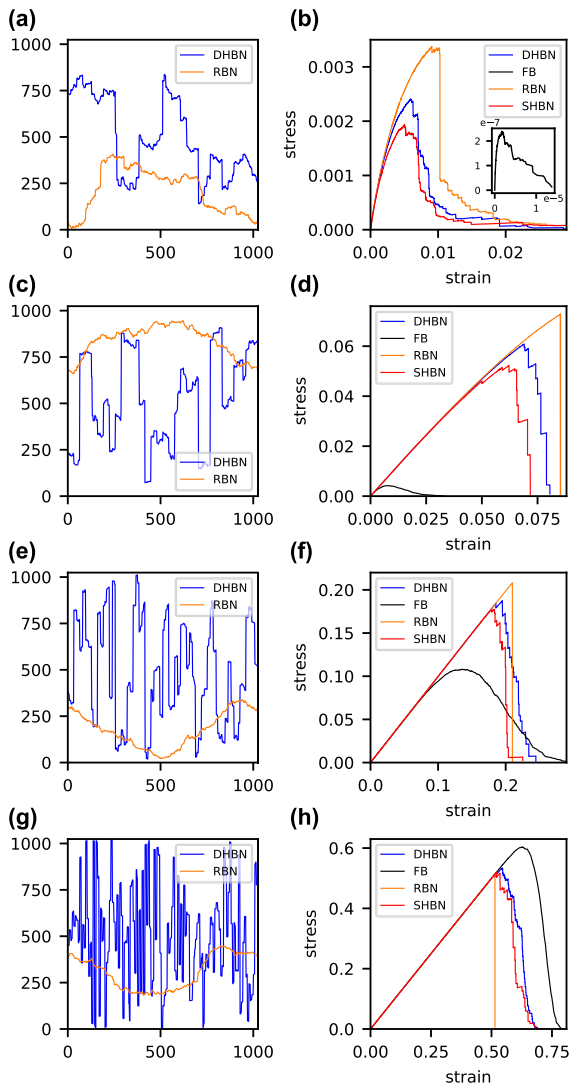 (a)
1000
750
500
250
0
0
500
1000
DHBN
RBN
(b)
stress
0.003
0.002
0.001
0.000
0.00
0.01
0.02
strain
DHBN
FB
RBN
SHBN
1e−7
2
1
0
0
1
1e−5
(c)
1000
750
500
250
0
0
500
1000
DHBN
RBN
(d)
stress
0.06
0.04
0.02
0.00
0.000
0.025
0.050
0.075
strain
DHBN
FB
RBN
SHBN
(e)
1000
750
500
250
0
0
500
1000
DHBN
RBN
(f)
stress
0.20
0.15
0.10
0.05
0.00
0.0
0.1
0.2
strain
DHBN
FB
RBN
SHBN
(g)
1000
750
500
250
0
0
500
1000
DHBN
RBN
(h)
stress
0.6
0.4
0.2
0.0
0.00
0.25
0.50
0.75
strain
DHBN
FB
RBN
SHBN